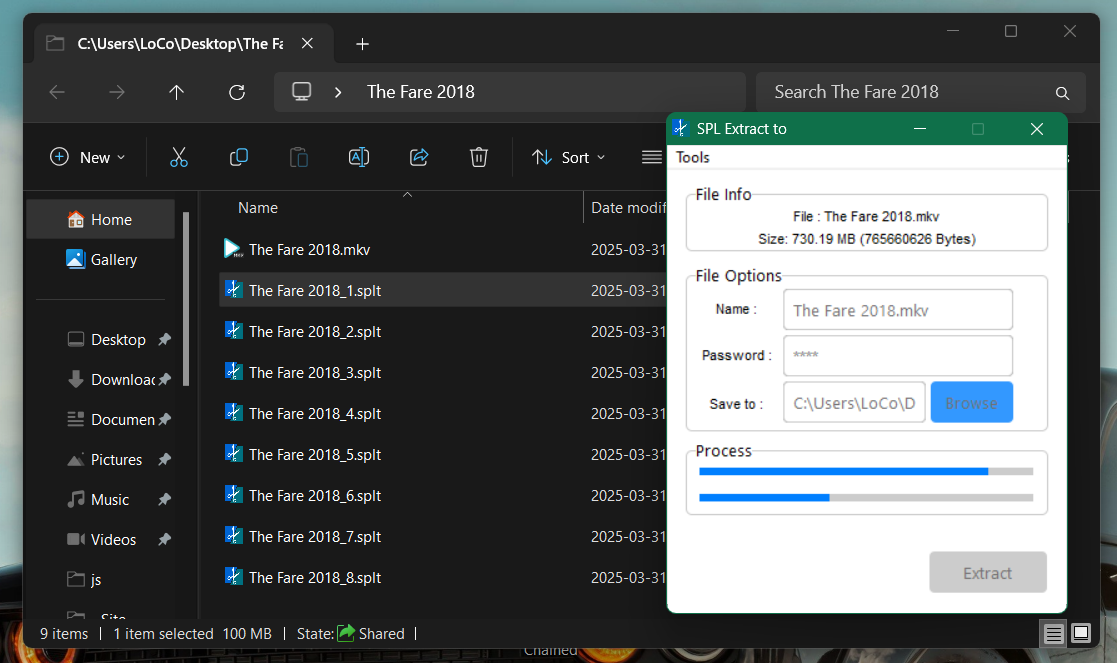 C:\Users\LoCo\Desktop\The Fa
The Fare 2018
Search The Fare 2018
New
Sort
Home
Gallery
Desktop
Downloac
Documen
Pictures
Music
Videos
js
Site
Name
Date modif
The Fare 2018.mkv 2025-03-31
The Fare 2018_1.splt 2025-03-31
The Fare 2018_2.splt 2025-03-31
The Fare 2018_3.splt 2025-03-31
The Fare 2018_4.splt 2025-03-31
The Fare 2018_5.splt 2025-03-31
The Fare 2018_6.splt 2025-03-31
The Fare 2018_7.splt 2025-03-31
The Fare 2018_8.splt 2025-03-31
SPL Extract to
Tools
File Info
File : The Fare 2018.mkv
Size: 730.19 MB (765660626 Bytes)
File Options
Name : The Fare 2018.mkv
Password : ****
Save to : C:\Users\LoCo\D Browse
Process
Extract
9 items | 1 item selected 100 MB | State: Shared |
Chained